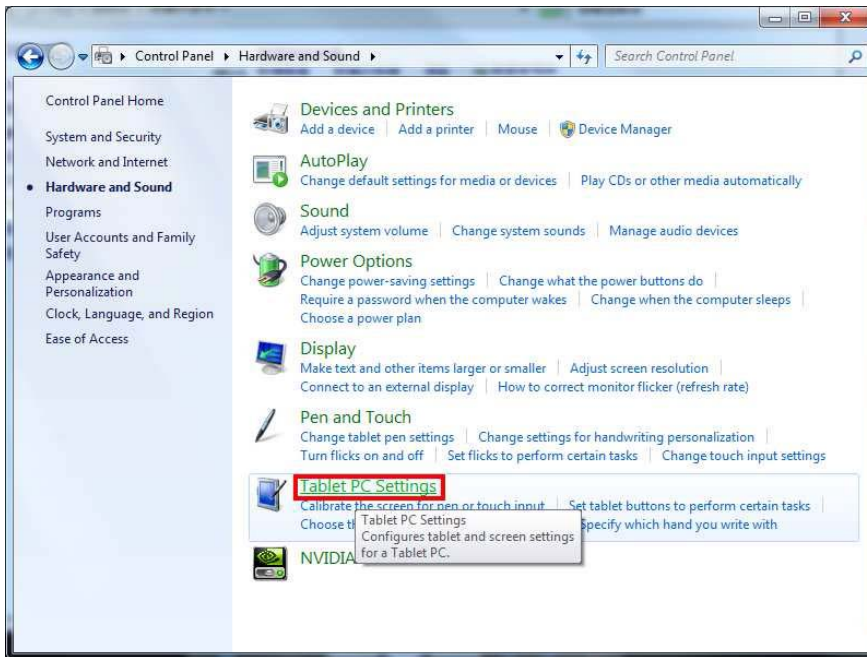 Control Panel ▸ Hardware and Sound ▸
Search Control Panel
Control Panel Home
System and Security
Network and Internet
Hardware and Sound
Programs
User Accounts and Family
Safety
Appearance and
Personalization
Clock, Language, and Region
Ease of Access
Devices and Printers
Add a device | Add a printer | Mouse | Device Manager
AutoPlay
Change default settings for media or devices | Play CDs or other media automatically
Sound
Adjust system volume | Change system sounds | Manage audio devices
Power Options
Change power-saving settings | Change what the power buttons do |
Require a password when the computer wakes | Change when the computer sleeps |
Choose a power plan
Display
Make text and other items larger or smaller | Adjust screen resolution |
Connect to an external display | How to correct monitor flicker (refresh rate)
Pen and Touch
Change tablet pen settings | Change settings for handwriting personalization |
Turn flicks on and off | Set flicks to perform certain tasks | Change touch input settings
Tablet PC Settings
Calibrate the screen for pen or touch input | Set tablet buttons to perform certain tasks |
Choose Specify which hand you write with
Tablet PC Settings
Configures tablet and screen settings
for a Tablet PC.
NVIDIA